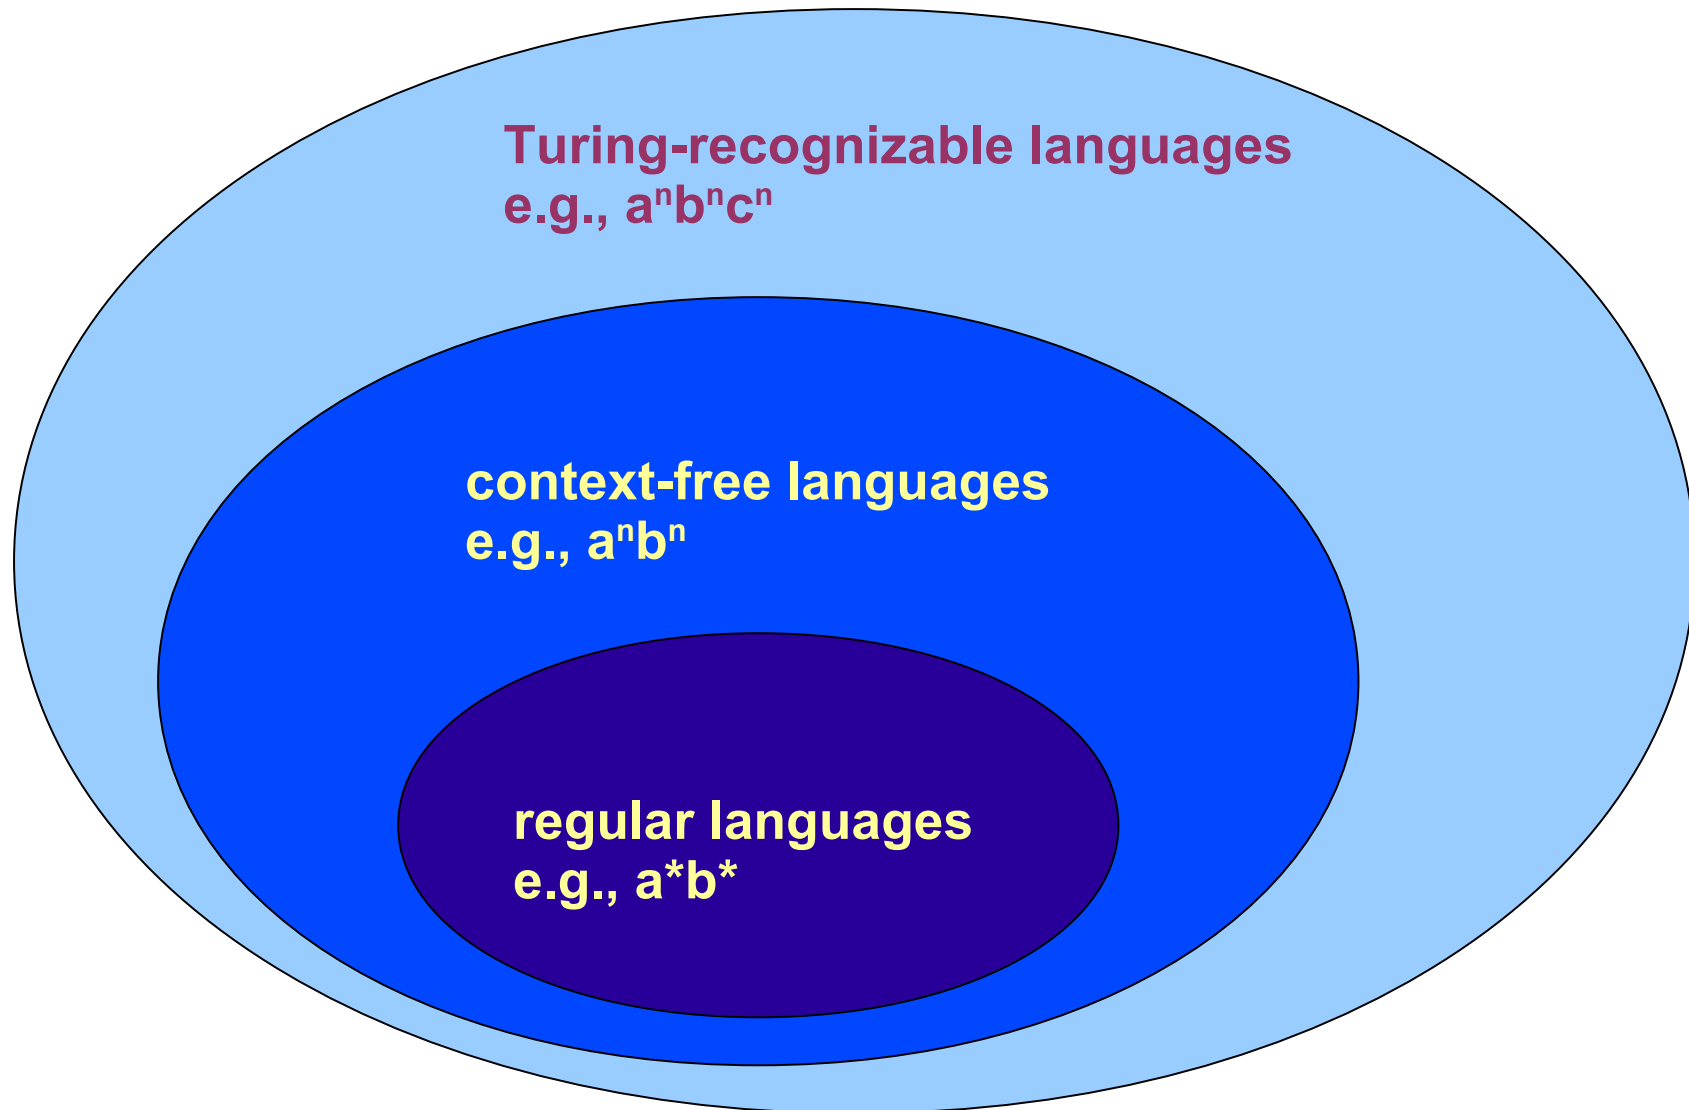 Turing-recognizable languages
e.g., aⁿbⁿcⁿ
context-free languages
e.g., aⁿbⁿ
regular languages
e.g., a*b*